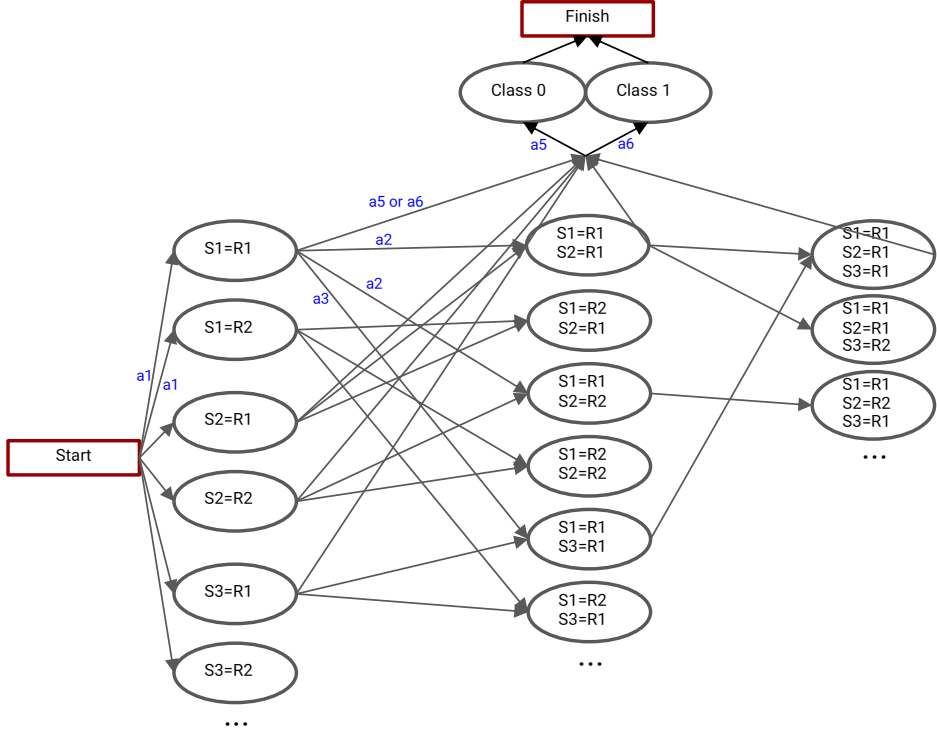 Finish
Class 0
Class 1
a5
a6
a5 or a6
a2
a2
a3
a1
a1
Start
S1=R1
S1=R2
S2=R1
S2=R2
S3=R1
S3=R2
...
S1=R1
S2=R1
S1=R2
S2=R1
S1=R1
S2=R2
S1=R2
S2=R2
S1=R1
S3=R1
S1=R2
S3=R1
...
S1=R1
S2=R1
S3=R1
S1=R1
S2=R1
S3=R2
S1=R1
S2=R2
S3=R1
...